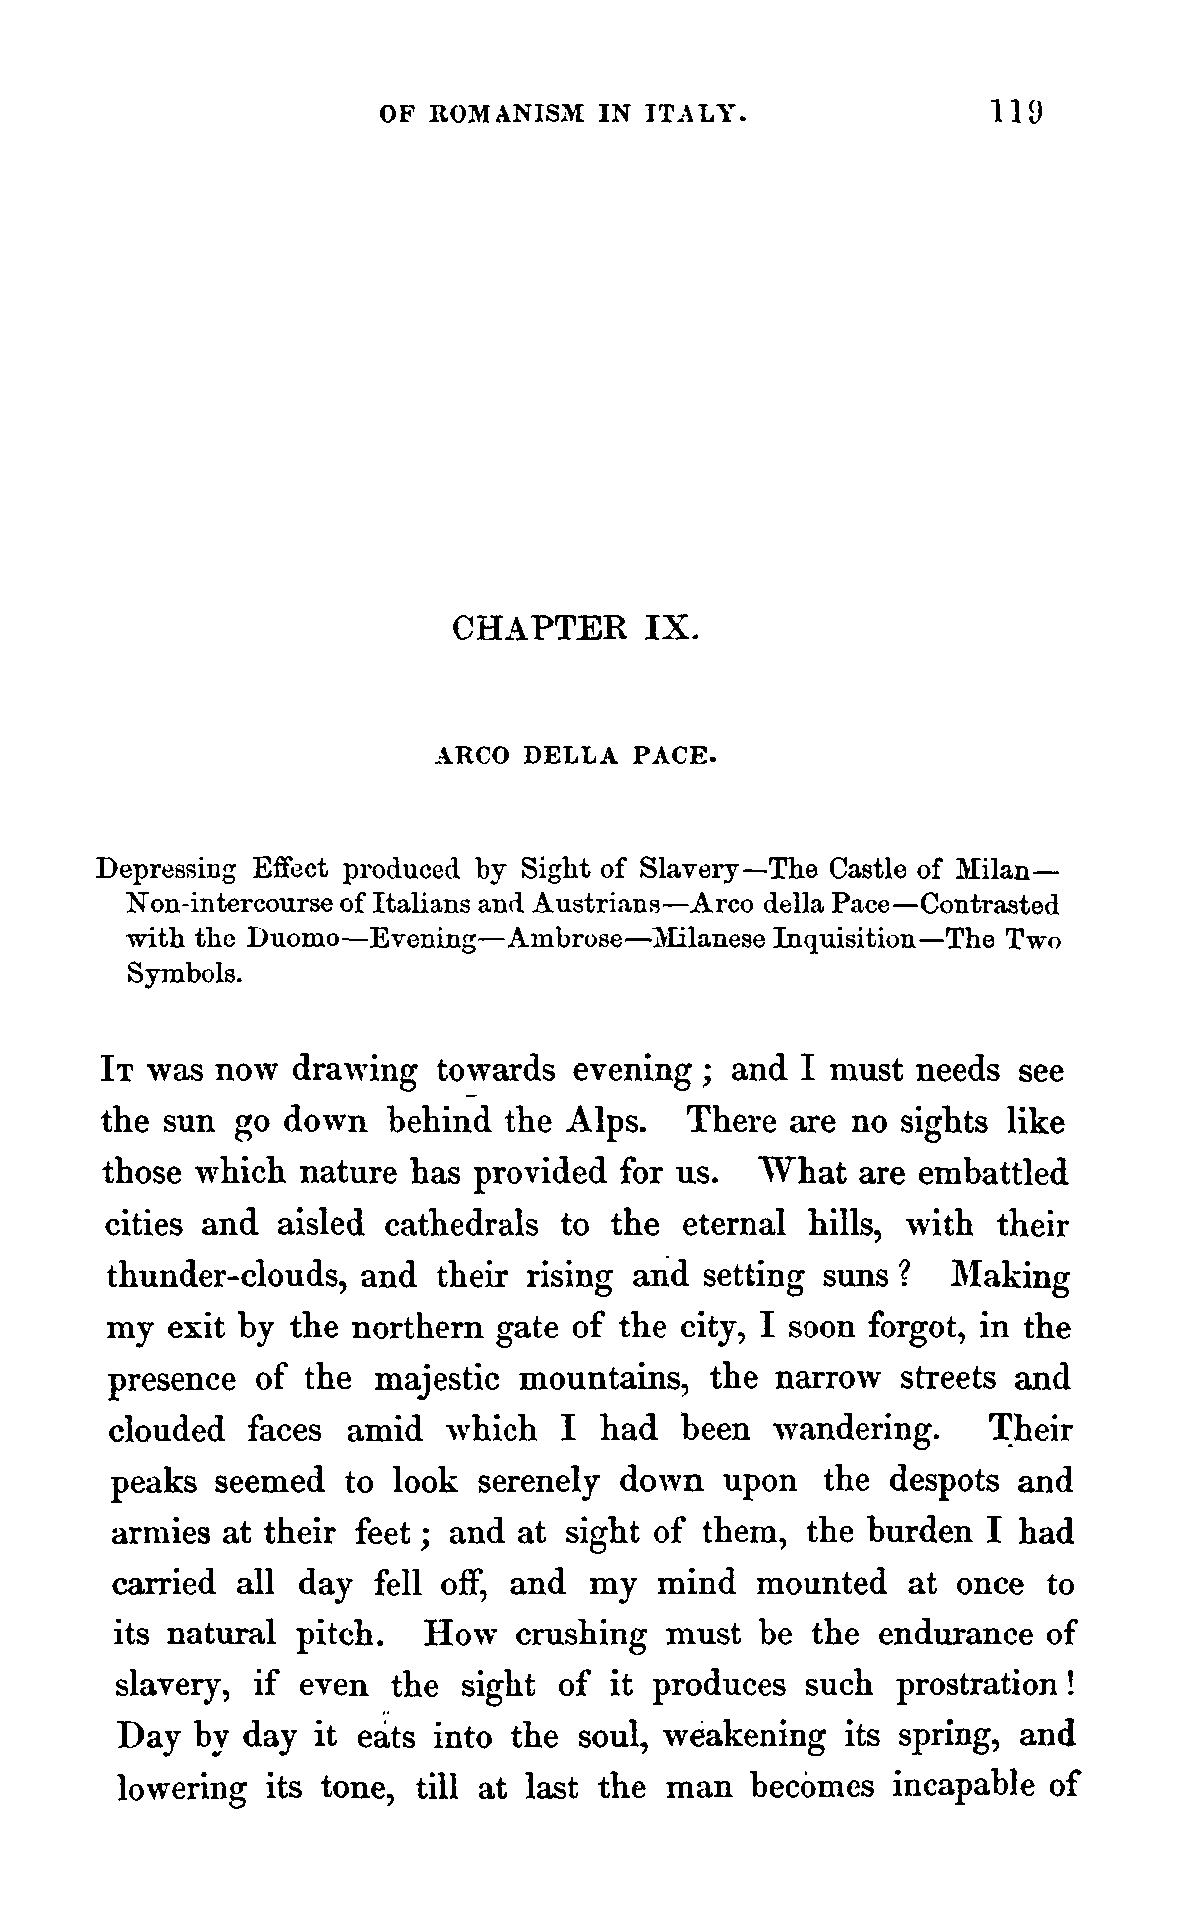 OF ROMANISM IN ITALY. 119
CHAPTER IX.
ARCO DELLA PACE.
Depressing Effect produced by Sight of Slavery—The Castle of Milan—
Non-intercourse of Italians and Austrians—Arco della Pace—Contrasted
with the Duomo—Evening—Ambrose—Milanese Inquisition—The Two
Symbols.
IT was now drawing towards evening; and I must needs see
the sun go down behind the Alps. There are no sights like
those which nature has provided for us. What are embattled
cities and aisled cathedrals to the eternal hills, with their
thunder-clouds, and their rising and setting suns? Making
my exit by the northern gate of the city, I soon forgot, in the
presence of the majestic mountains, the narrow streets and
clouded faces amid which I had been wandering. Their
peaks seemed to look serenely down upon the despots and
armies at their feet; and at sight of them, the burden I had
carried all day fell off, and my mind mounted at once to
its natural pitch. How crushing must be the endurance of
slavery, if even the sight of it produces such prostration!
Day by day it eats into the soul, weakening its spring, and
lowering its tone, till at last the man becomes incapable of